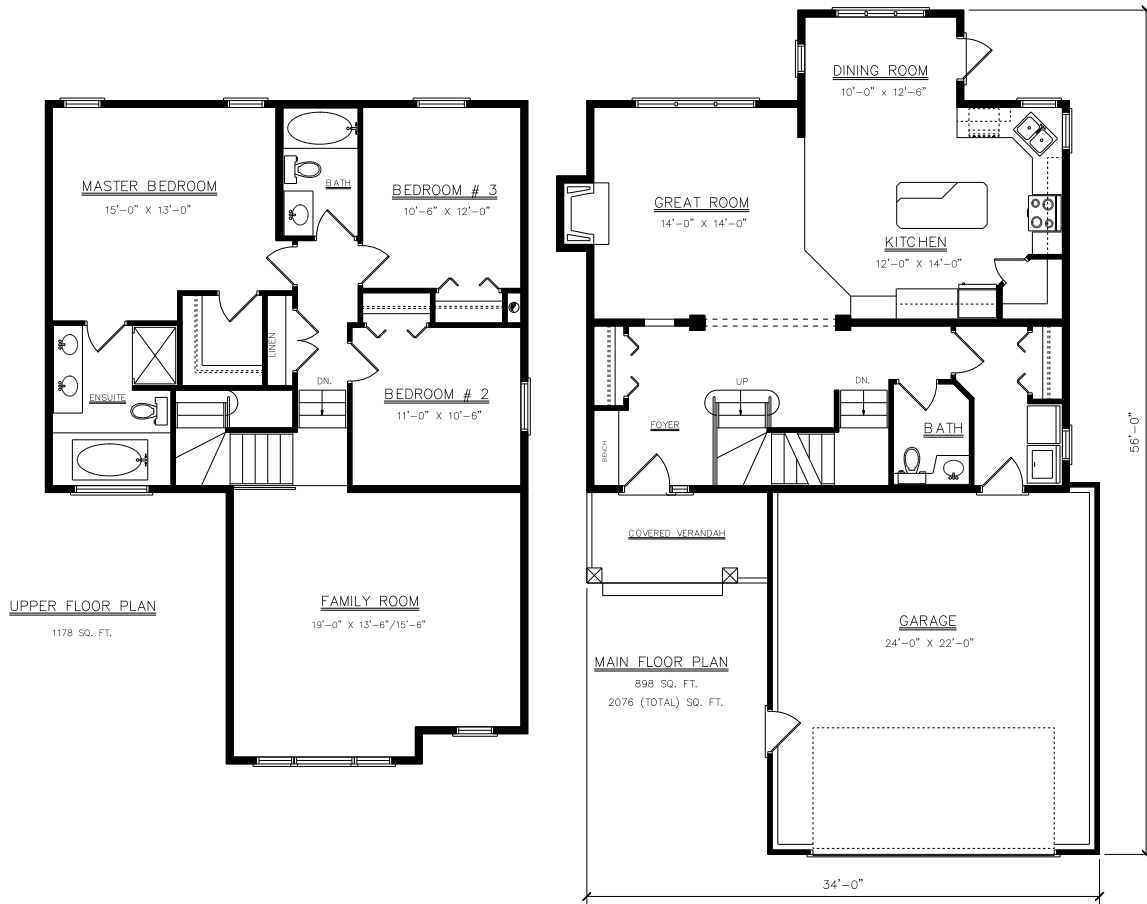 MASTER BEDROOM
15'-0" X 13'-0"
BATH
BEDROOM # 3
10'-6" X 12'-0"
LINEN
DN.
ENSUITE
BEDROOM # 2
11'-0" X 10'-6"
FAMILY ROOM
19'-0" X 13'-6"/15'-6"
UPPER FLOOR PLAN
1178 SQ. FT.
DINING ROOM
10'-0" x 12'-6"
GREAT ROOM
14'-0" X 14'-0"
KITCHEN
12'-0" X 14'-0"
UP
DN.
FOYER
BENCH
BATH
COVERED VERANDAH
GARAGE
24'-0" X 22'-0"
MAIN FLOOR PLAN
898 SQ. FT.
2076 (TOTAL) SQ. FT.
56'-0"
34'-0"